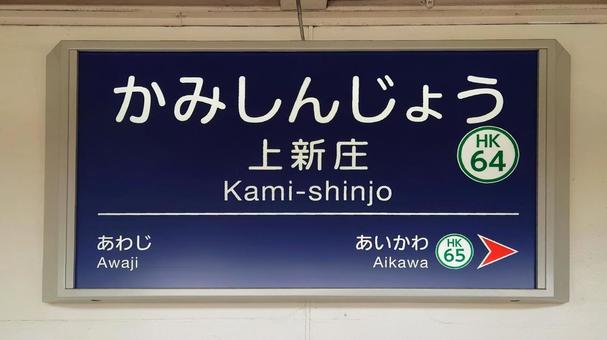 かみしんじょう
上新庄
HK
64
Kami-shinjo
あわじ
Awaji
あいかわ
Aikawa
HK
65